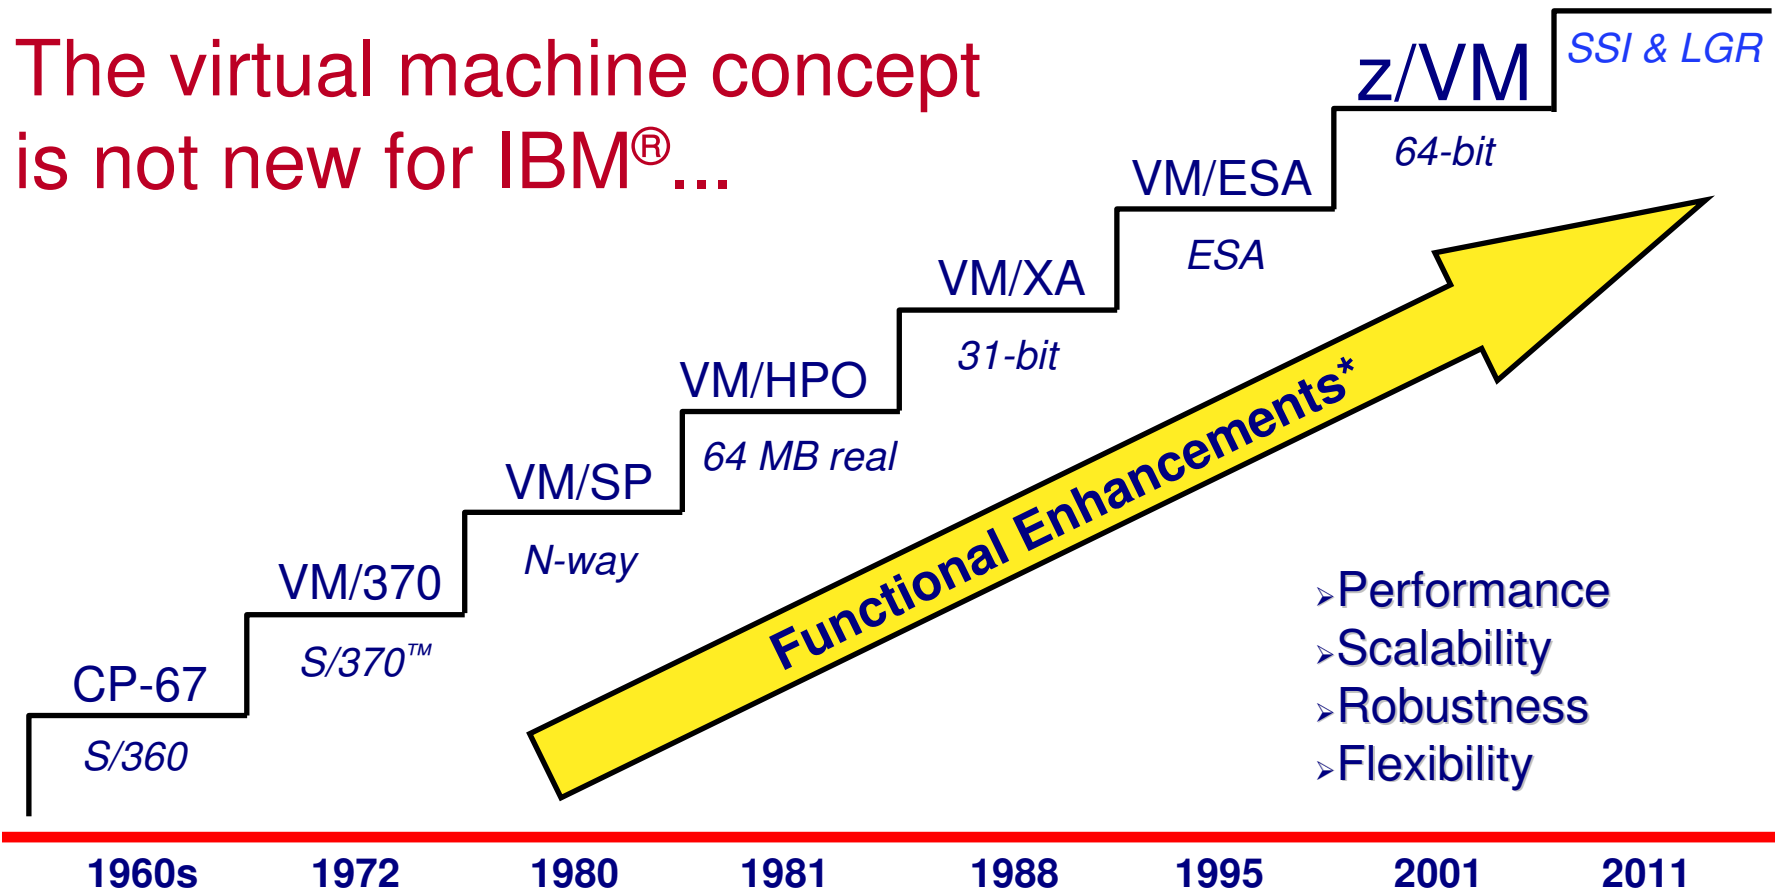 The virtual machine concept
is not new for IBM®...
CP-67
S/360
VM/370
S/370™
VM/SP
N-way
VM/HPO
64 MB real
VM/XA
31-bit
VM/ESA
ESA
z/VM
64-bit
SSI & LGR
Functional Enhancements*
➢Performance
➢Scalability
➢Robustness
➢Flexibility
1960s 1972 1980 1981 1988 1995 2001 2011